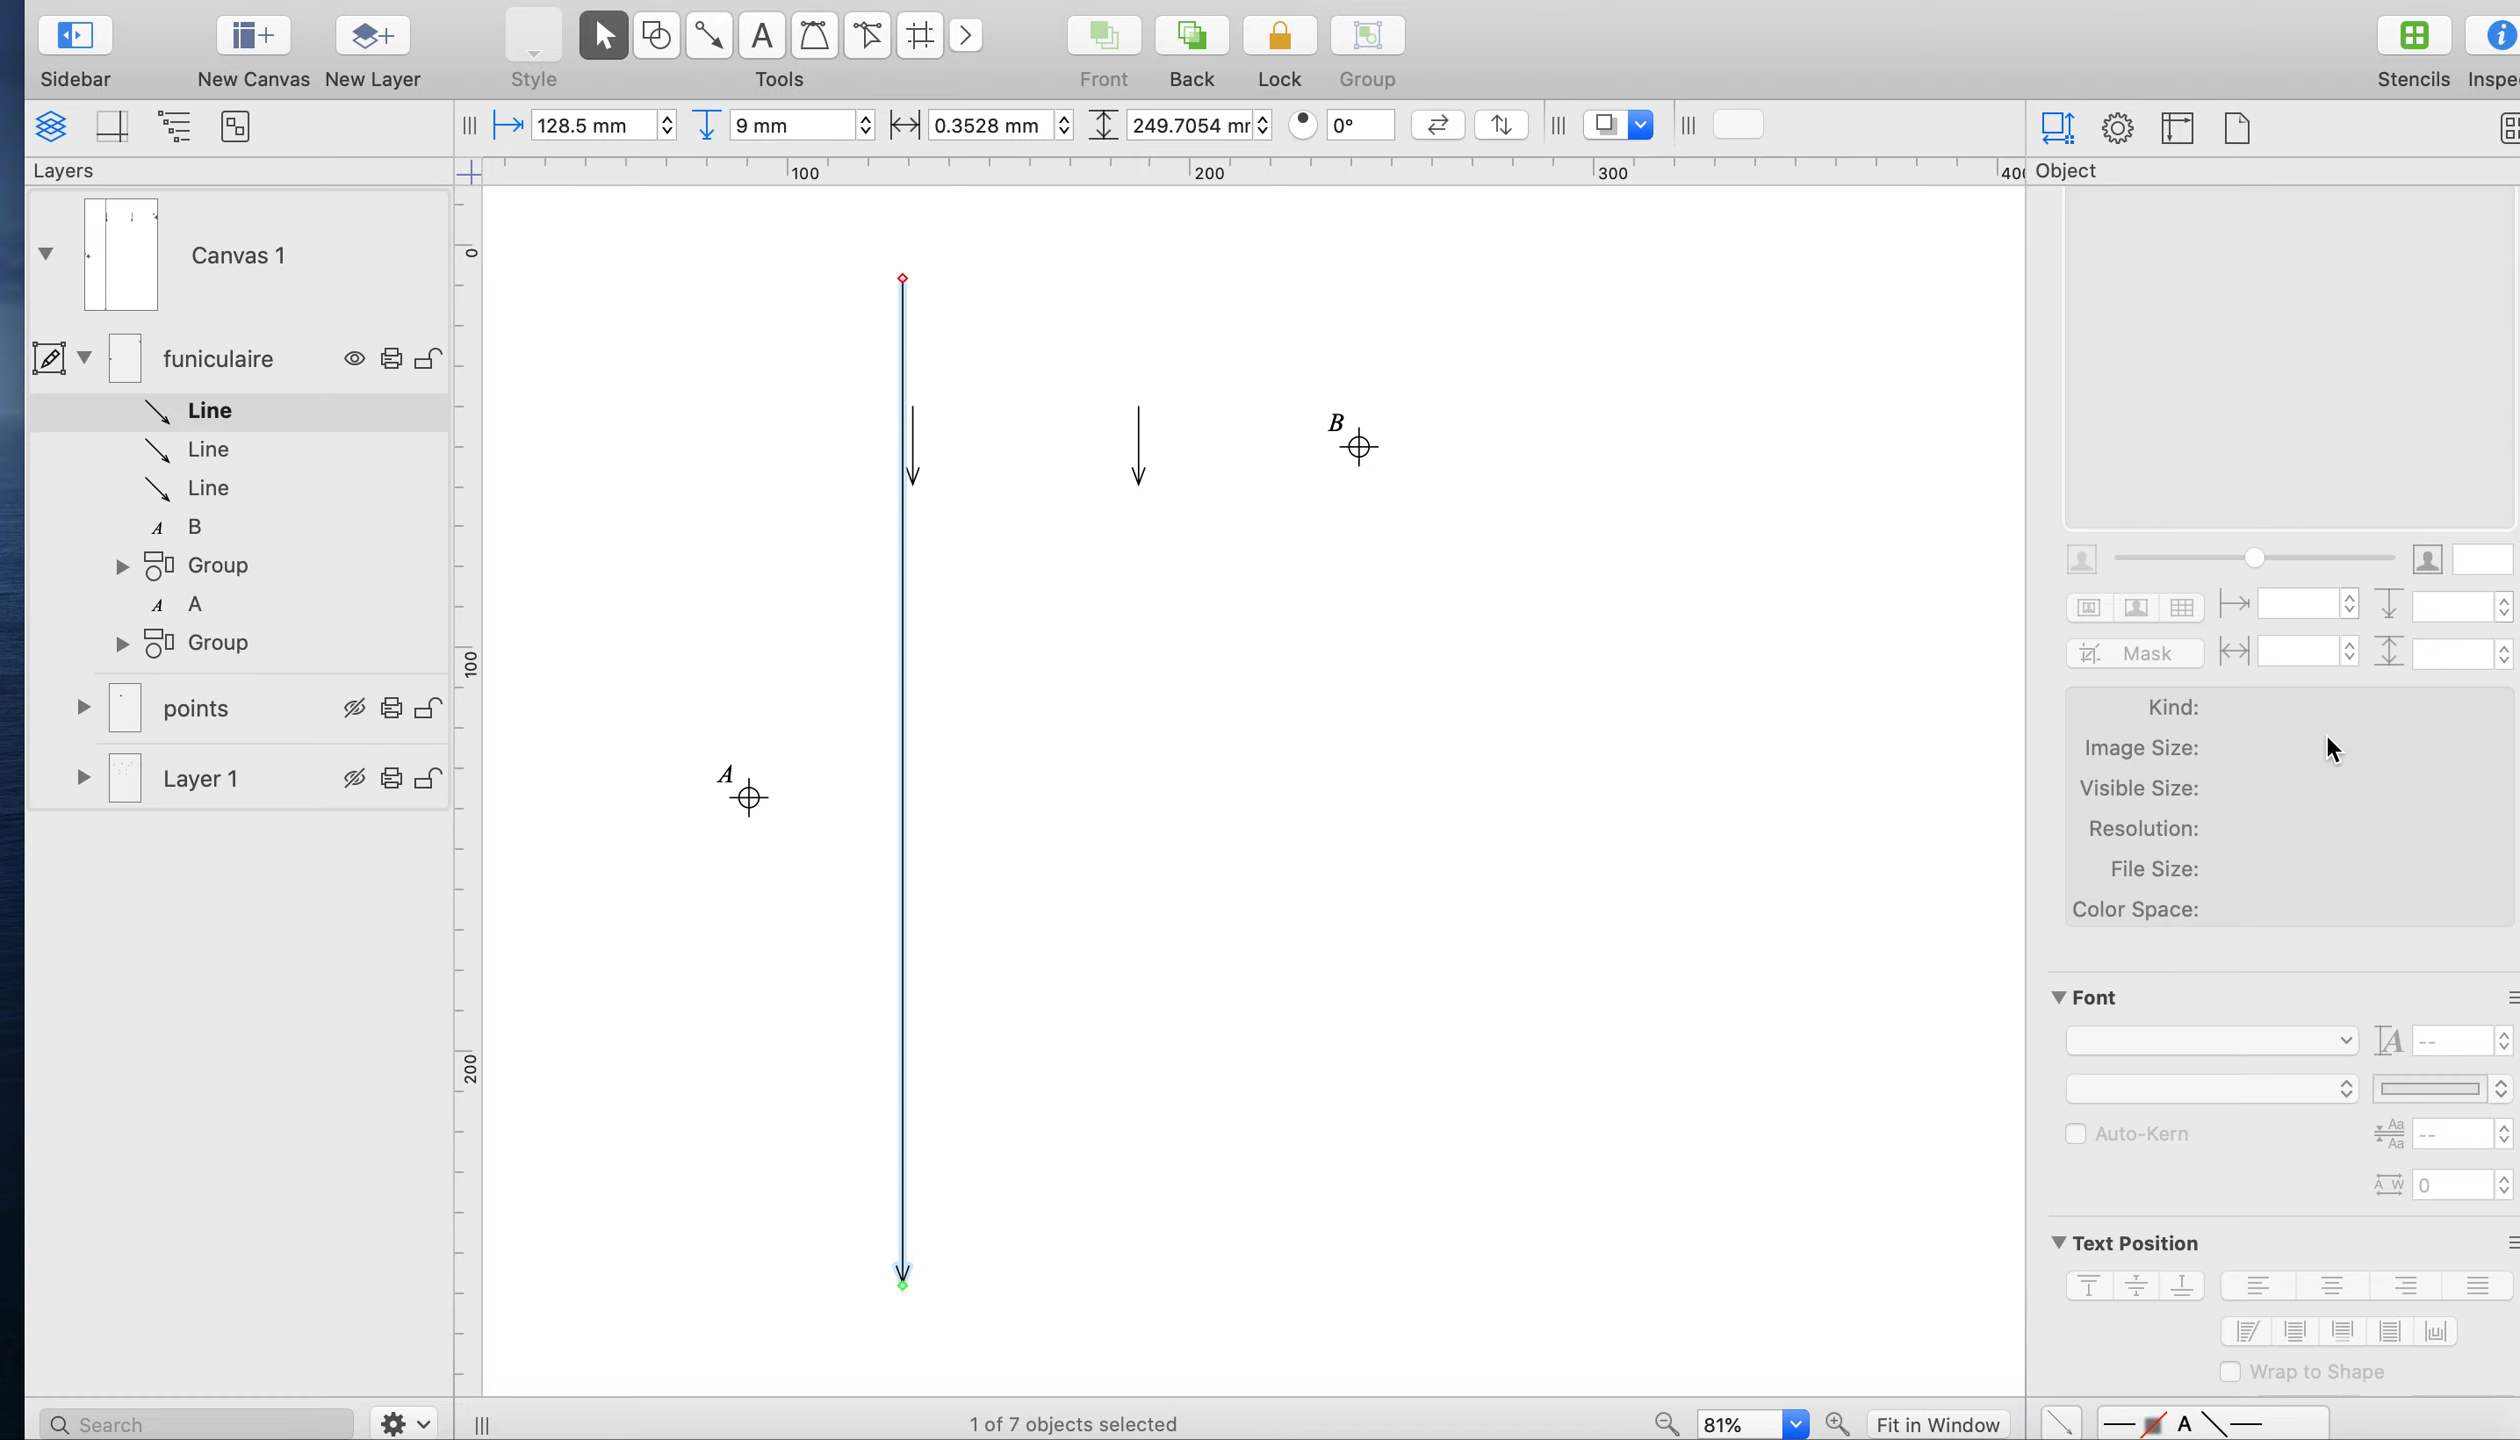 Sidebar
New Canvas
New Layer
Style
Tools
Front
Back
Lock
Group
Stencils
128.5 mm
9 mm
0.3528 mm
249.7054
0°
Layers
100
200
300
Object
Canvas 1
0
funiculaire
Line
Line
Line
B
B
Group
A
100
Group
Mask
points
Kind:
Image Size:
A
Layer 1
Visible Size:
Resolution:
File Size:
Color Space:
Font
--
200
Auto-Kern
--
0
Text Position
Wrap to Shape
Search
1 of 7 objects selected
81%
Fit in Window
A